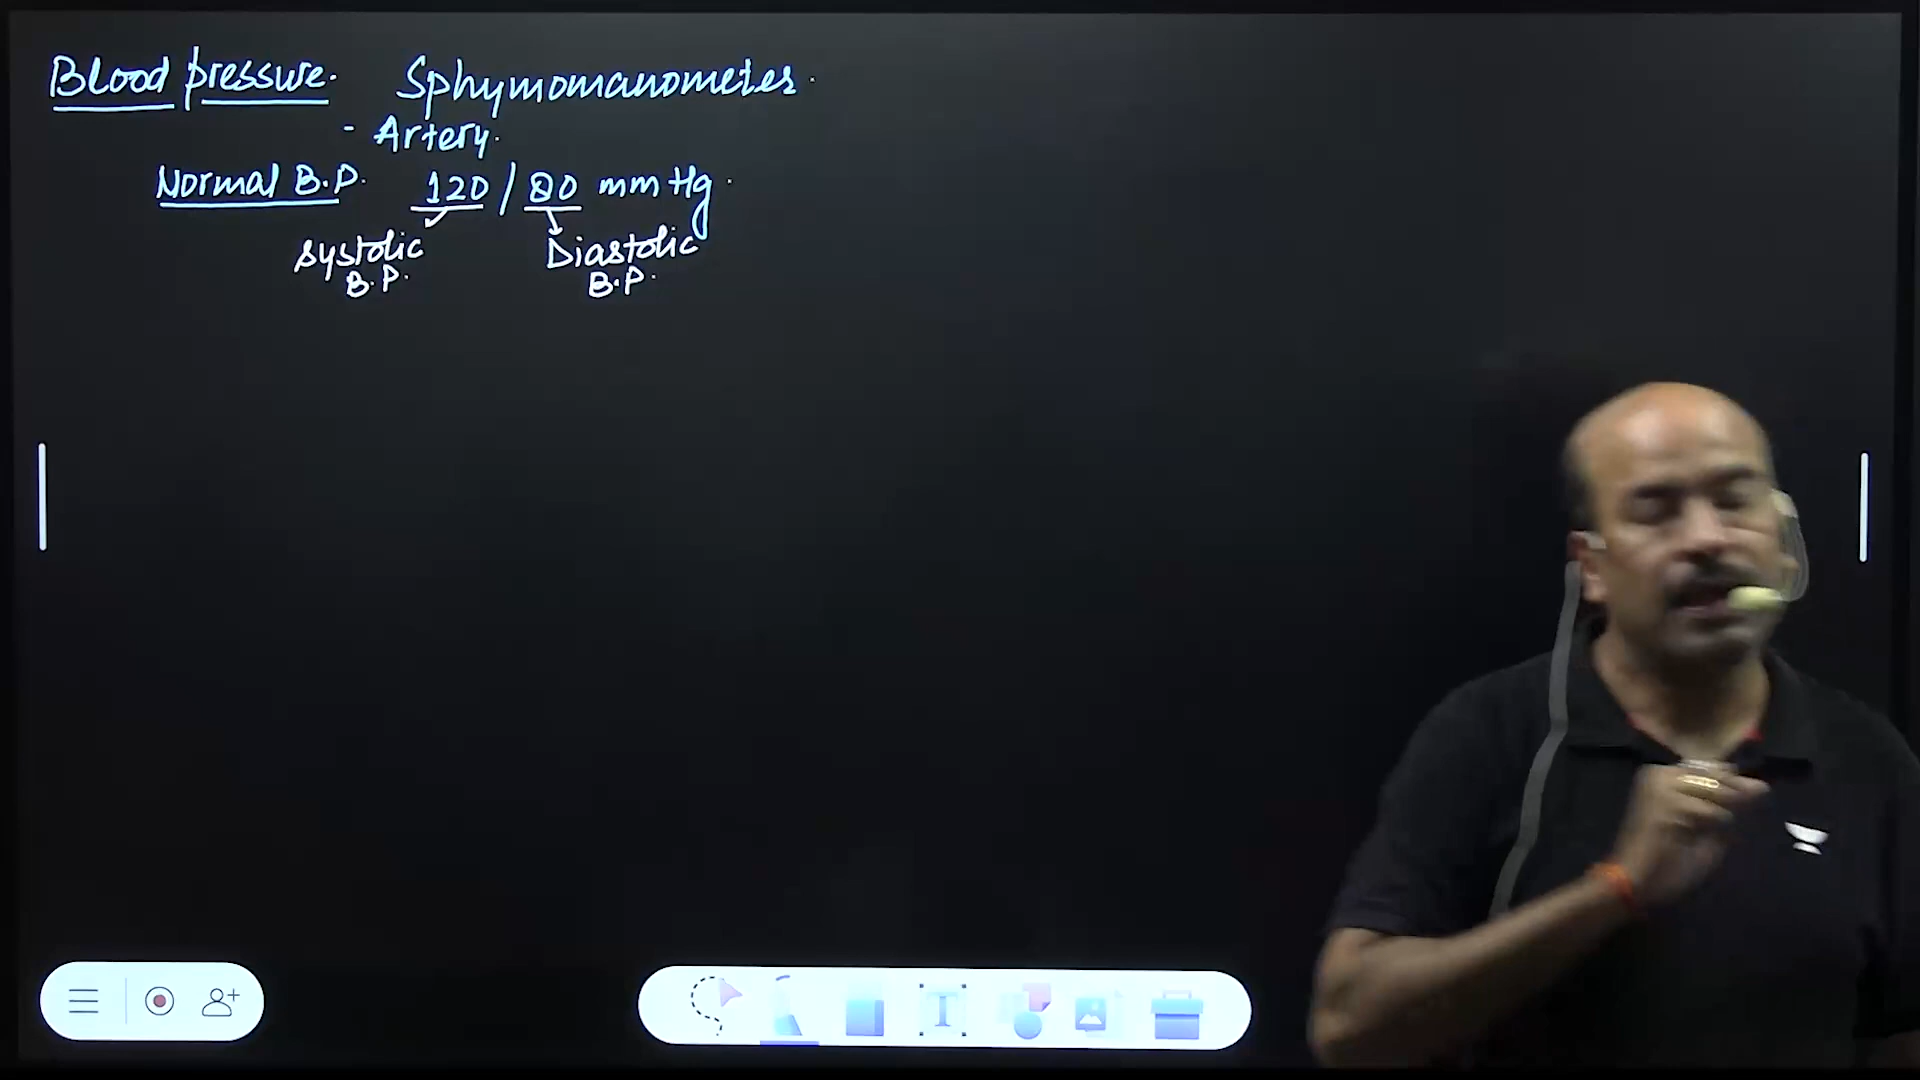 Blood pressure. Sphymomanometer.
- Artery.
Normal B.P. 120 / 80 mm Hg.
Systolic Diastolic
B.P. B.P.
T